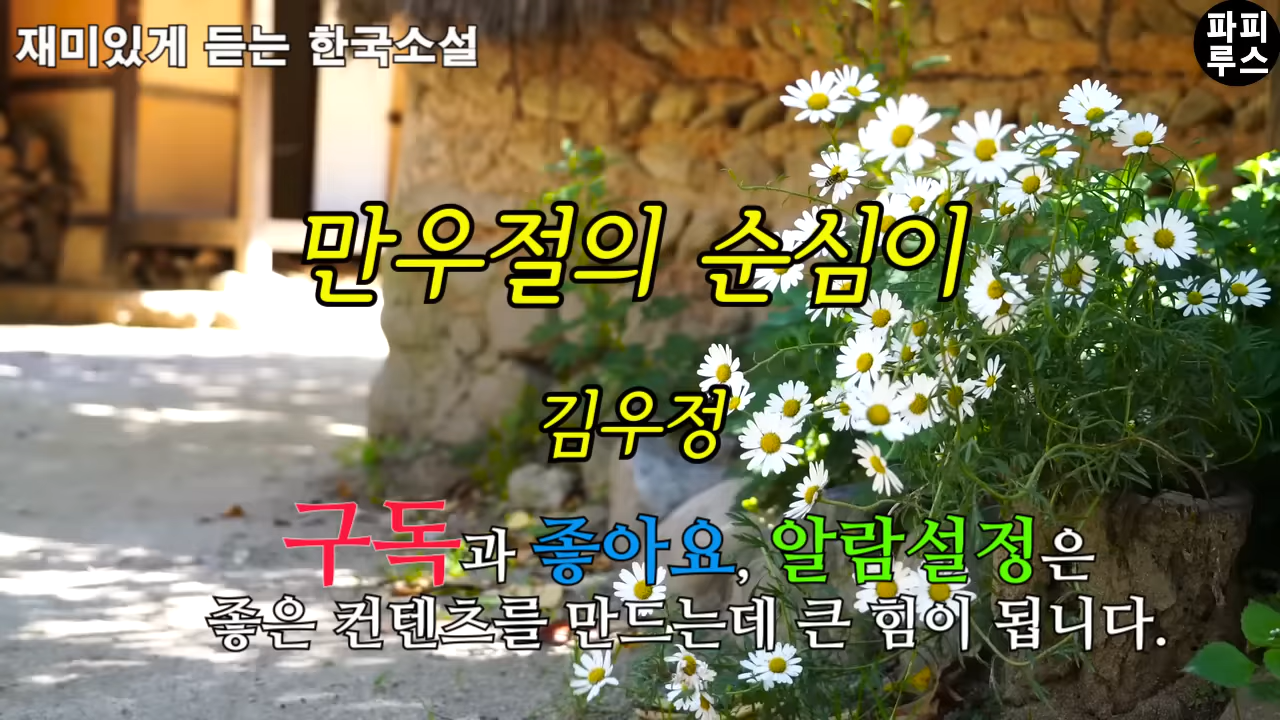 재미있게 듣는 한국소설
파피
루스
만우절의 순심이
김우정
구독과 좋아요, 알람설정은
좋은 컨텐츠를 만드는데 큰 힘이 됩니다.